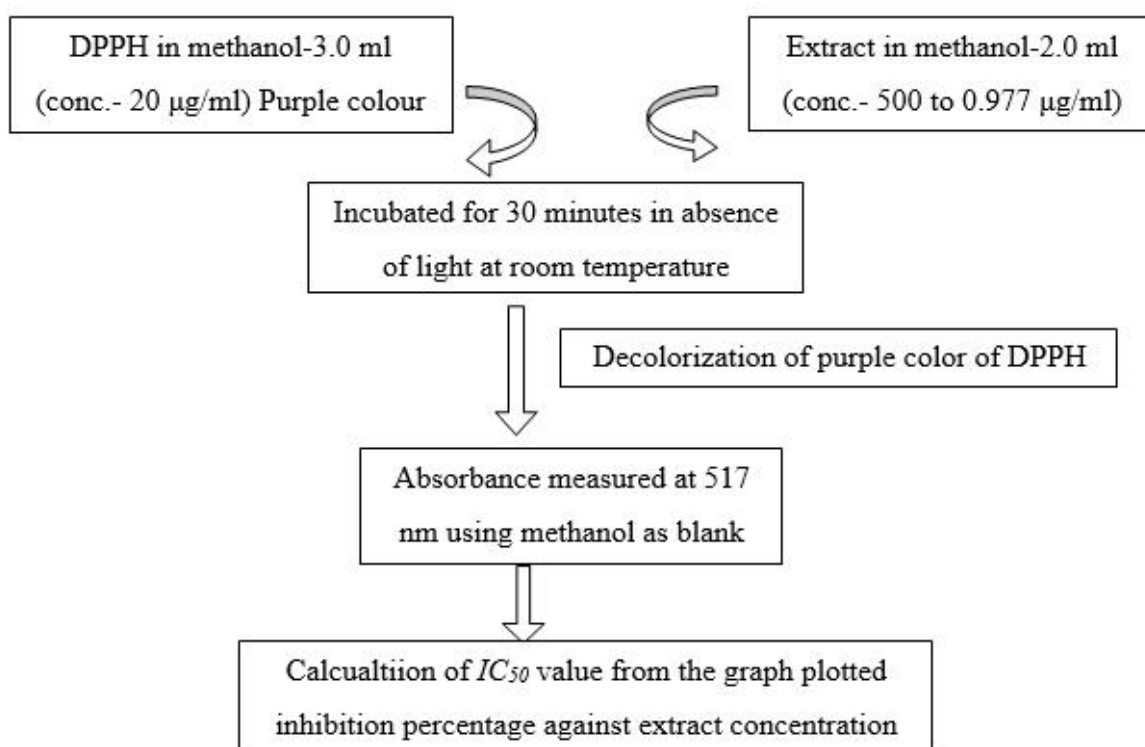 DPPH in methanol-3.0 ml
(conc.- 20 μg/ml) Purple colour
Extract in methanol-2.0 ml
(conc.- 500 to 0.977 μg/ml)
Incubated for 30 minutes in absence
of light at room temperature
Decolorization of purple color of DPPH
Absorbance measured at 517
nm using methanol as blank
Calcualtiion of IC50 value from the graph plotted
inhibition percentage against extract concentration